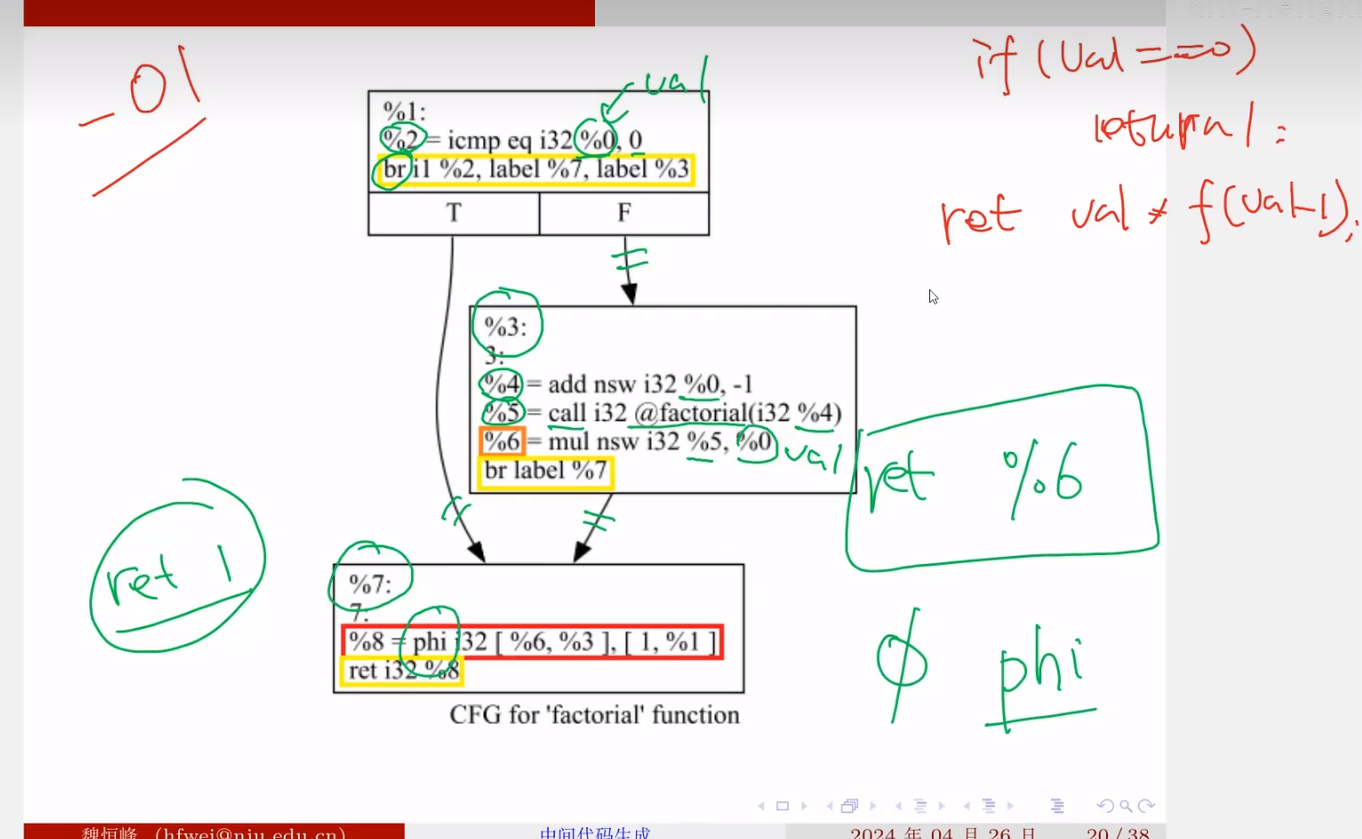 -O1
val
if (val == 0)
return 1;
ret val * f(val-1);
%1:
%2 = icmp eq i32 %0, 0
br i1 %2, label %7, label %3
T F
%3:
3:
%4 = add nsw i32 %0, -1
%5 = call i32 @factorial(i32 %4)
%6 = mul nsw i32 %5, %0 val
br label %7
ret %6
ret 1
%7:
7:
%8 = phi i32 [ %6, %3 ], [ 1, %1 ]
ret i32 %8
ϕ phi
CFG for 'factorial' function
魏恒峰 (hfwei@nju.edu.cn) 中间代码生成 2024 年 04 月 26 日 20 / 38